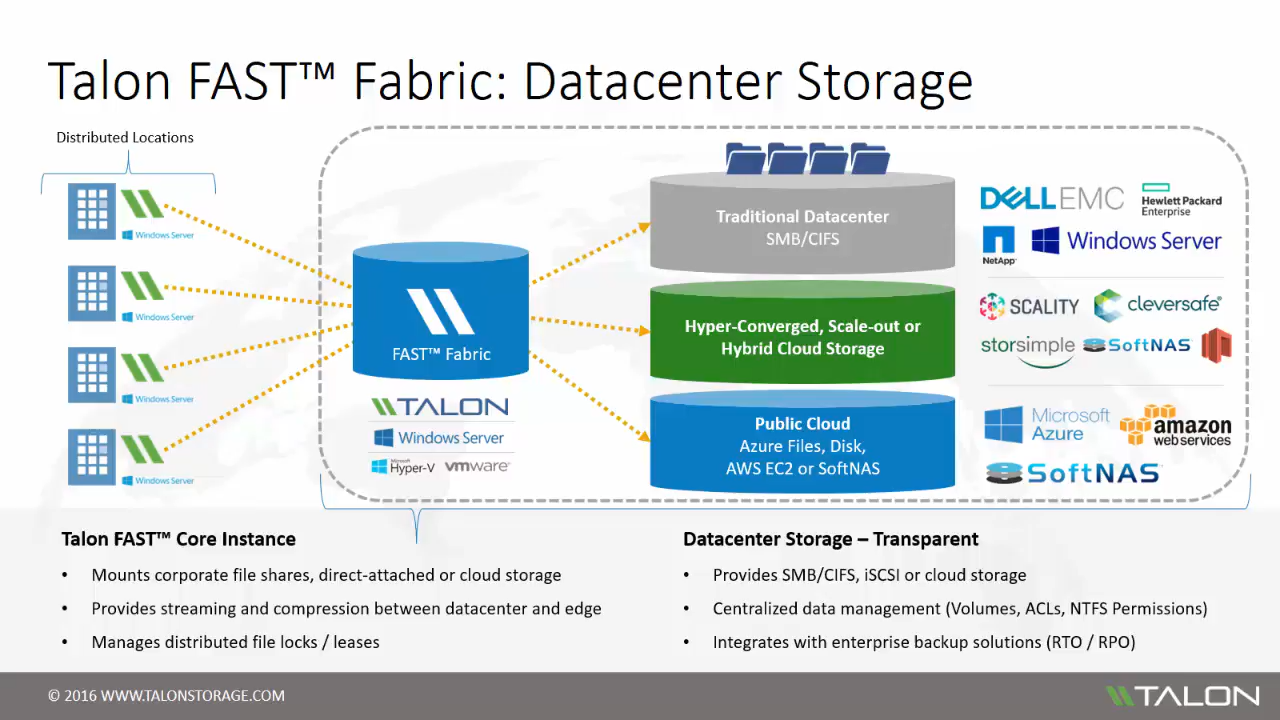 Talon FAST™ Fabric: Datacenter Storage
Distributed Locations
Windows Server
Windows Server
Windows Server
Windows Server
FAST™ Fabric
TALON
Windows Server
Microsoft
Hyper-V
vmware
Traditional Datacenter
SMB/CIFS
Hyper-Converged, Scale-out or
Hybrid Cloud Storage
Public Cloud
Azure Files, Disk,
AWS EC2 or SoftNAS
DELLEMC
Hewlett Packard
Enterprise
NetApp
Windows Server
SCALITY
cleversafe
storsimple
SoftNAS
Microsoft
Azure
amazon
web services
SoftNAS
Talon FAST™ Core Instance
• Mounts corporate file shares, direct-attached or cloud storage
• Provides streaming and compression between datacenter and edge
• Manages distributed file locks / leases
Datacenter Storage – Transparent
• Provides SMB/CIFS, iSCSI or cloud storage
• Centralized data management (Volumes, ACLs, NTFS Permissions)
• Integrates with enterprise backup solutions (RTO / RPO)
© 2016 WWW.TALONSTORAGE.COM
TALON